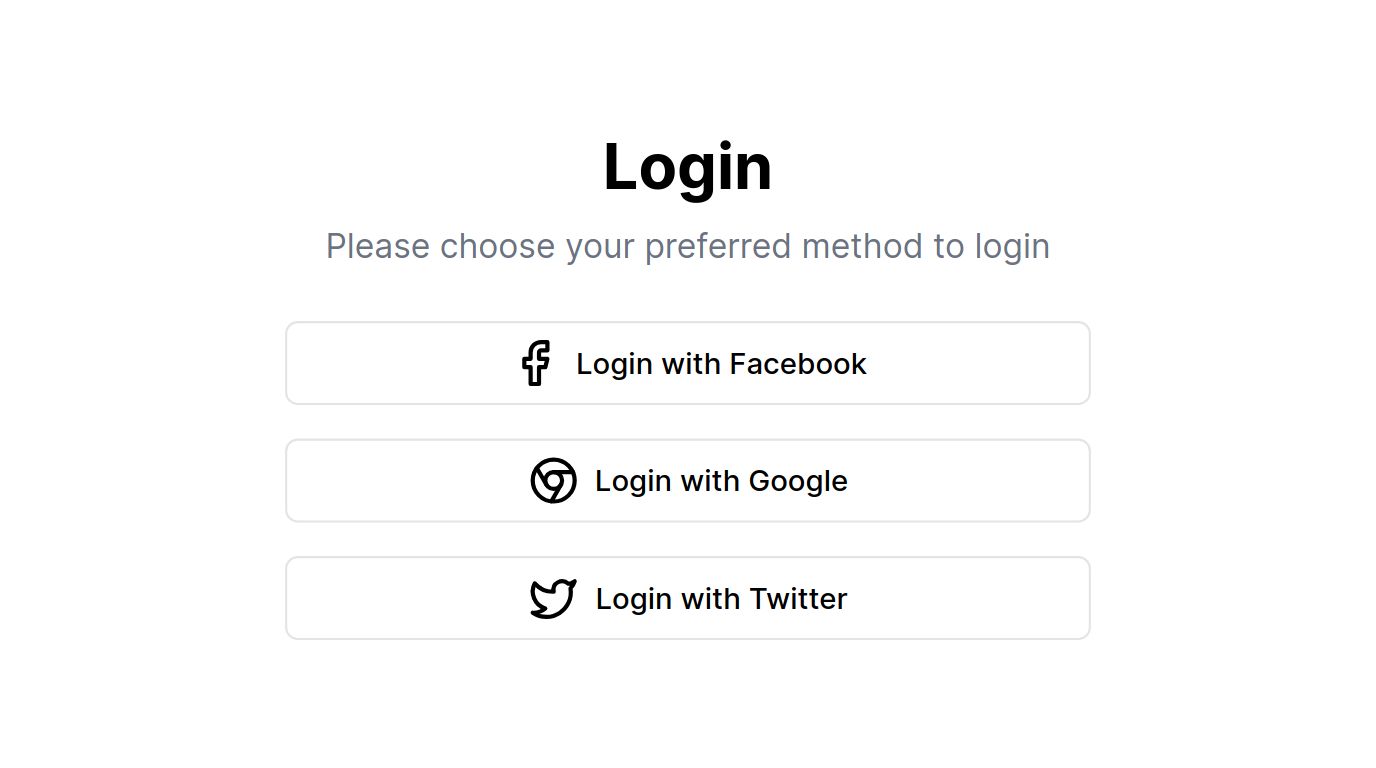 Login
Please choose your preferred method to login
Login with Facebook
Login with Google
Login with Twitter